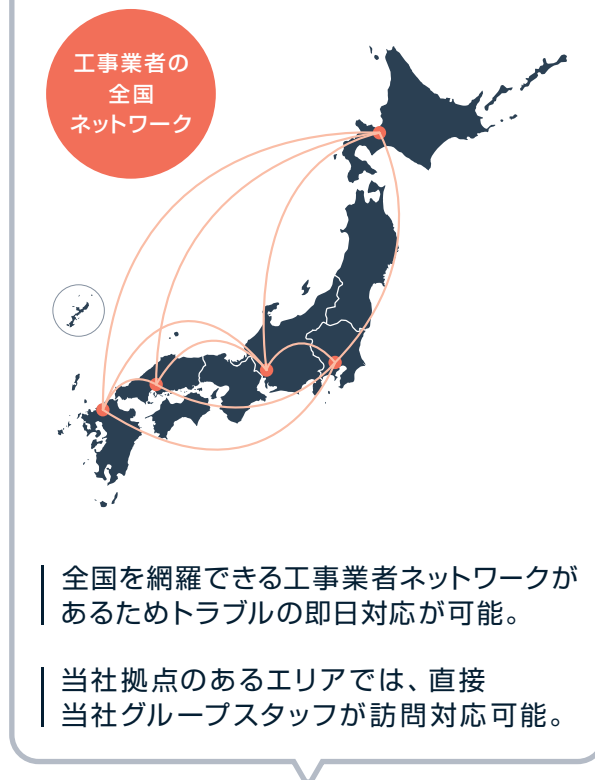 工事業者の
全国
ネットワーク
全国を網羅できる工事業者ネットワークが
あるためトラブルの即日対応が可能。
当社拠点のあるエリアでは、直接
当社グループスタッフが訪問対応可能。